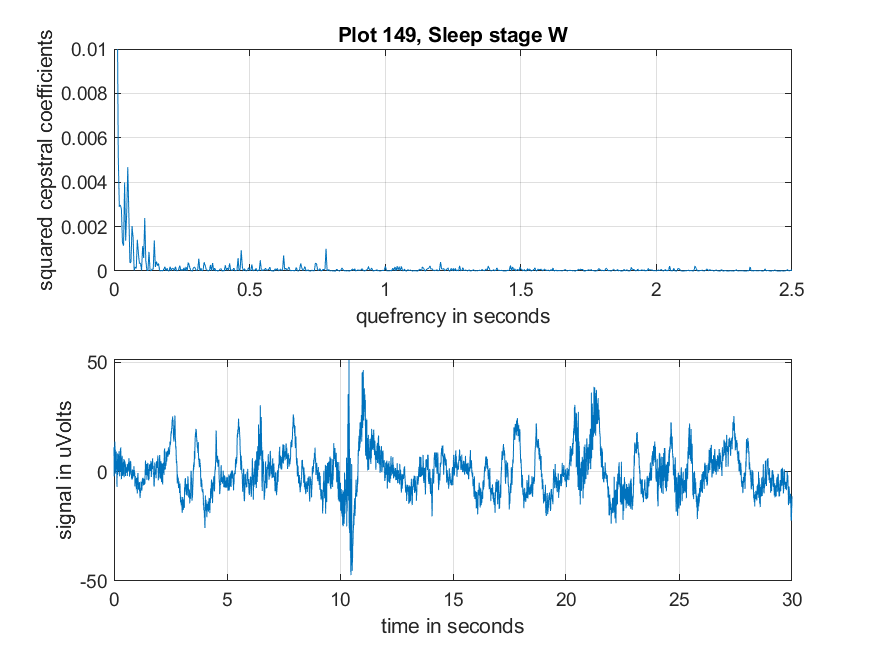 Plot 149, Sleep stage W
squared cepstral coefficients
0.01
0.008
0.006
0.004
0.002
0
0 0.5 1 1.5 2 2.5
quefrency in seconds
signal in uVolts
50
0
-50
0 5 10 15 20 25 30
time in seconds